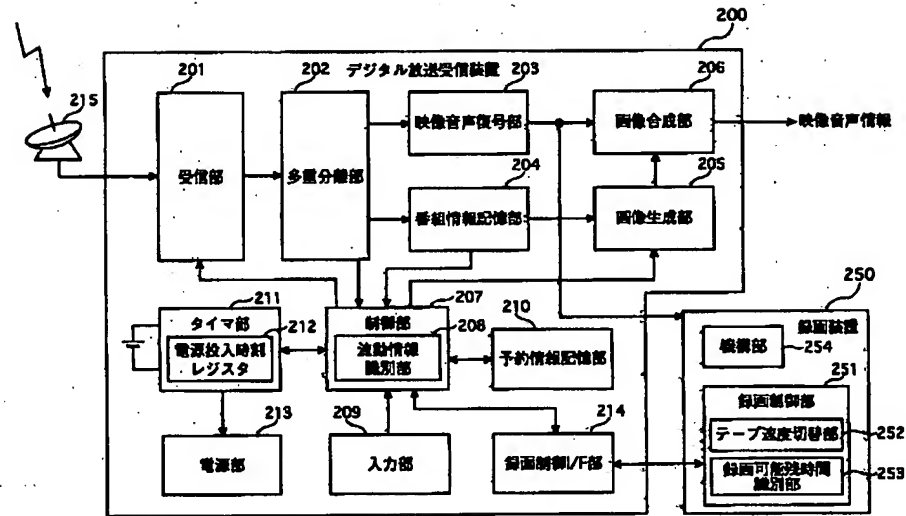 200
201
202
デジタル放送受信装置
203
206
215
受信部
多重分離部
映像音声復号部
画像合成部
映像音声情報
204
205
番組情報記憶部
画像生成部
211
207
250
タイマ部
212
制御部
208
210
録画装置
電源投入時刻
レジスタ
波動情報
識別部
予約情報記憶部
機構部
254
251
録画制御部
213
209
214
テープ速度切替部
252
電源部
入力部
録画制御I/F部
録画可能残時間
識別部
253